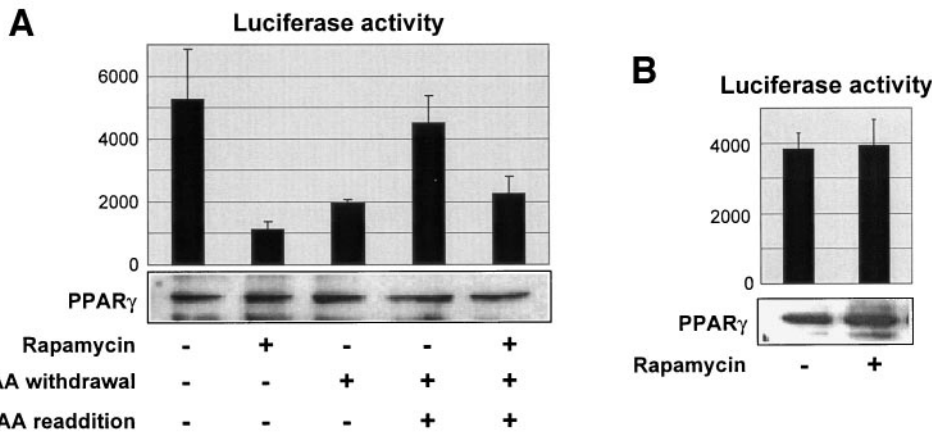 A
Luciferase activity
6000
4000
2000
0
PPARγ
Rapamycin - + - - +
AA withdrawal - - + + +
AA readdition - - - + +
B
Luciferase activity
4000
2000
0
PPARγ
Rapamycin - +